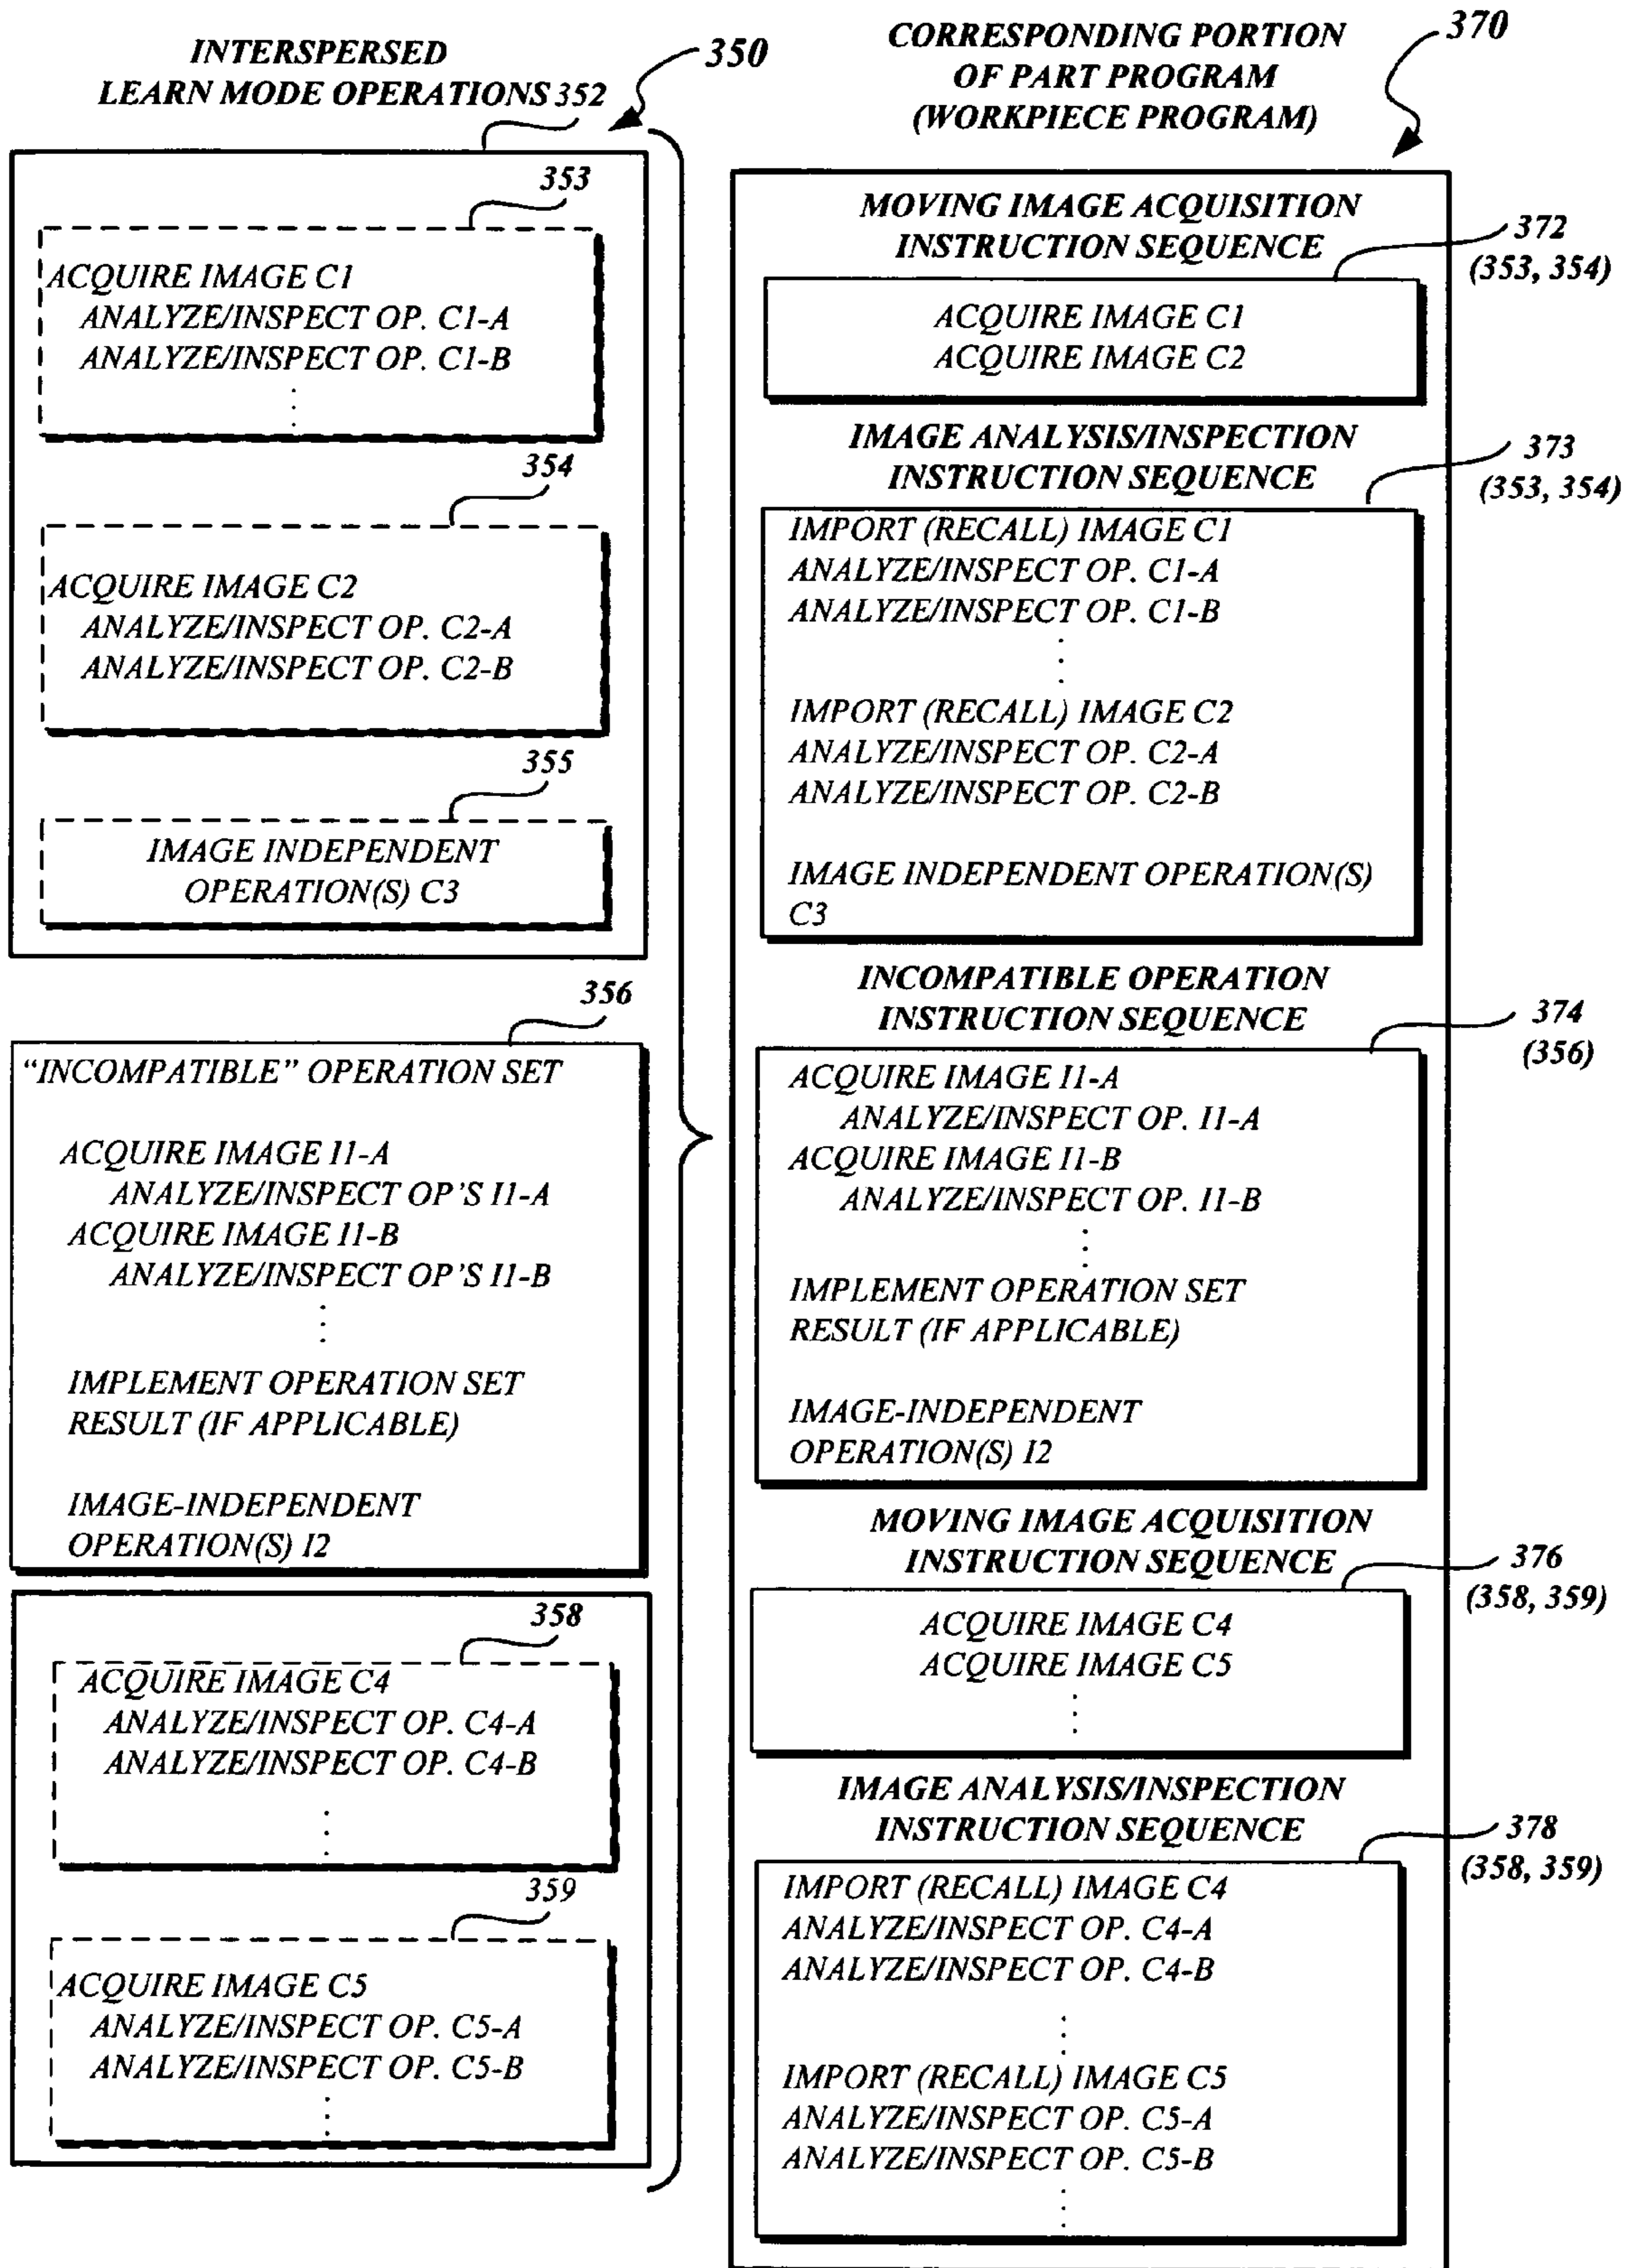 INTERSPERSED
LEARN MODE OPERATIONS 352
350
353
ACQUIRE IMAGE C1
ANALYZE/INSPECT OP. C1-A
ANALYZE/INSPECT OP. C1-B
354
ACQUIRE IMAGE C2
ANALYZE/INSPECT OP. C2-A
ANALYZE/INSPECT OP. C2-B
355
IMAGE INDEPENDENT
OPERATION(S) C3
356
"INCOMPATIBLE" OPERATION SET
ACQUIRE IMAGE I1-A
ANALYZE/INSPECT OP'S I1-A
ACQUIRE IMAGE I1-B
ANALYZE/INSPECT OP'S I1-B
IMPLEMENT OPERATION SET
RESULT (IF APPLICABLE)
IMAGE-INDEPENDENT
OPERATION(S) I2
358
ACQUIRE IMAGE C4
ANALYZE/INSPECT OP. C4-A
ANALYZE/INSPECT OP. C4-B
359
ACQUIRE IMAGE C5
ANALYZE/INSPECT OP. C5-A
ANALYZE/INSPECT OP. C5-B
CORRESPONDING PORTION
OF PART PROGRAM
(WORKPIECE PROGRAM)
370
MOVING IMAGE ACQUISITION
INSTRUCTION SEQUENCE
372
(353, 354)
ACQUIRE IMAGE C1
ACQUIRE IMAGE C2
IMAGE ANALYSIS/INSPECTION
INSTRUCTION SEQUENCE
373
(353, 354)
IMPORT (RECALL) IMAGE C1
ANALYZE/INSPECT OP. C1-A
ANALYZE/INSPECT OP. C1-B
IMPORT (RECALL) IMAGE C2
ANALYZE/INSPECT OP. C2-A
ANALYZE/INSPECT OP. C2-B
IMAGE INDEPENDENT OPERATION(S)
C3
INCOMPATIBLE OPERATION
INSTRUCTION SEQUENCE
374
(356)
ACQUIRE IMAGE I1-A
ANALYZE/INSPECT OP. I1-A
ACQUIRE IMAGE I1-B
ANALYZE/INSPECT OP. I1-B
IMPLEMENT OPERATION SET
RESULT (IF APPLICABLE)
IMAGE-INDEPENDENT
OPERATION(S) I2
MOVING IMAGE ACQUISITION
INSTRUCTION SEQUENCE
376
(358, 359)
ACQUIRE IMAGE C4
ACQUIRE IMAGE C5
IMAGE ANALYSIS/INSPECTION
INSTRUCTION SEQUENCE
378
(358, 359)
IMPORT (RECALL) IMAGE C4
ANALYZE/INSPECT OP. C4-A
ANALYZE/INSPECT OP. C4-B
IMPORT (RECALL) IMAGE C5
ANALYZE/INSPECT OP. C5-A
ANALYZE/INSPECT OP. C5-B